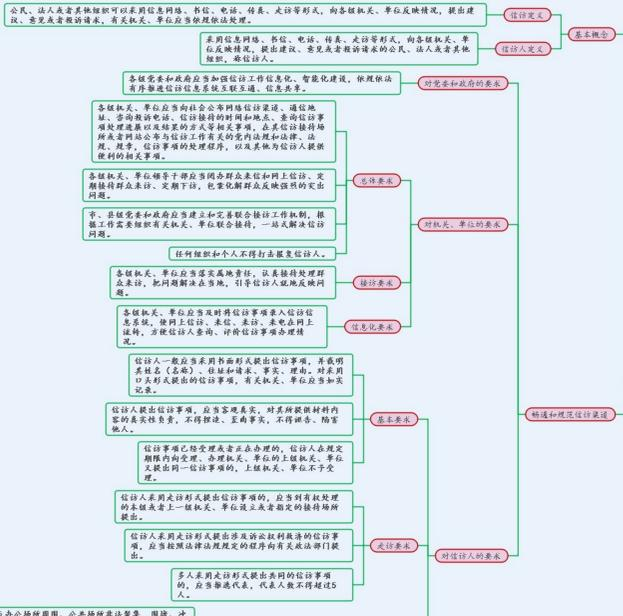 公民、法人或者其他组织可以采用信息网络、书信、电话、传真、走访等形式，向各级机关、单位反映情况，提出建
议、意见或者投诉请求，有关机关、单位应当依规依法处理。
信访定义
采用信息网络、书信、电话、传真、走访等形式，向各级机关、单
位反映情况，提出建议、意见或者投诉请求的公民、法人或者其他
组织，称信访人。
信访人定义
基本概念
各级党委和政府应当加强信访工作信息化、智能化建设，依规依法
有序推进信访信息系统互联互通、信息共享。
对党委和政府的要求
各级机关、单位应当向社会公布网络信访渠道、通信地
址、咨询投诉电话、信访接待的时间和地点、查询信访事
项处理进展以及结果的方式等相关事项，在其信访接待场
所或者网站公布与信访工作有关的党内法规和法律、法
规、规章，信访事项的处理程序，以及其他为信访人提供
便利的相关事项。
各级机关、单位领导干部应当阅办群众来信和网上信访、定
期接待群众来访、定期下访，包案化解群众反映强烈的突出
问题。
市、县级党委和政府应当建立和完善联合接访工作机制，根
据工作需要组织有关机关、单位联合接待，一站式解决信访
问题。
任何组织和个人不得打击报复信访人。
总体要求
各级机关、单位应当落实属地责任，认真接待处理群
众来访，把问题解决在当地，引导信访人就地反映问
题。
接访要求
各级机关、单位应当及时将信访事项录入信访信
息系统，使网上信访、来信、来访、来电在网上
流转，方便信访人查询、评价信访事项办理情
况。
信息化要求
对机关、单位的要求
信访人一般应当采用书面形式提出信访事项，并载明
其姓名（名称）、住址和请求、事实、理由。对采用
口头形式提出的信访事项，有关机关、单位应当如实
记录。
信访人提出信访事项，应当客观真实，对其所提供材料内
容的真实性负责，不得捏造、歪曲事实，不得诬告、陷害
他人。
信访事项已经受理或者正在办理的，信访人在规定
期限内向受理、办理机关、单位的上级机关、单位
又提出同一信访事项的，上级机关、单位不予受
理。
基本要求
信访人采用走访形式提出信访事项的，应当到有权处理
的本级或者上一级机关、单位设立或者指定的接待场所
提出。
信访人采用走访形式提出涉及诉讼权利救济的信访事
项，应当按照法律法规规定的程序向有关政法部门提
出。
多人采用走访形式提出共同的信访事项
的，应当推选代表，代表人数不得超过5
人。
走访要求
对信访人的要求
畅通和规范信访渠道
办公场所周围、公共场所非法聚集、围堵、冲